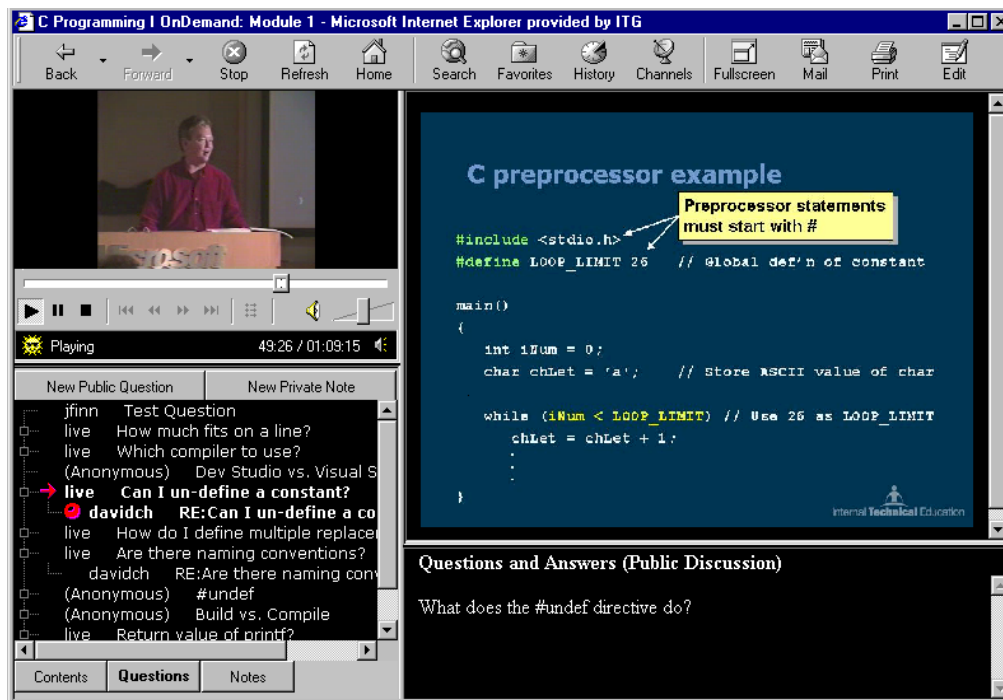 C Programming I OnDemand: Module 1 - Microsoft Internet Explorer provided by ITG
Back Forward Stop Refresh Home Search Favorites History Channels Fullscreen Mail Print Edit
Microsoft
Playing 49:26 / 01:09:15
New Public Question New Private Note
jfinn Test Question
live How much fits on a line?
live Which compiler to use?
(Anonymous) Dev Studio vs. Visual S
live Can I un-define a constant?
davidch RE:Can I un-define a co
live How do I define multiple replacer
live Are there naming conventions?
davidch RE:Are there naming conv
(Anonymous) #undef
(Anonymous) Build vs. Compile
live Return value of printf?
Contents Questions Notes
C preprocessor example
Preprocessor statements
must start with #
#include <stdio.h>
#define LOOP_LIMIT 26 // Global def'n of constant
main()
{
int iNum = 0;
char chLet = 'a'; // Store ASCII value of char
while (iNum < LOOP_LIMIT) // Use 26 as LOOP_LIMIT
chLet = chLet + 1;
.
.
.
}
Internal Technical Education
Questions and Answers (Public Discussion)
What does the #undef directive do?